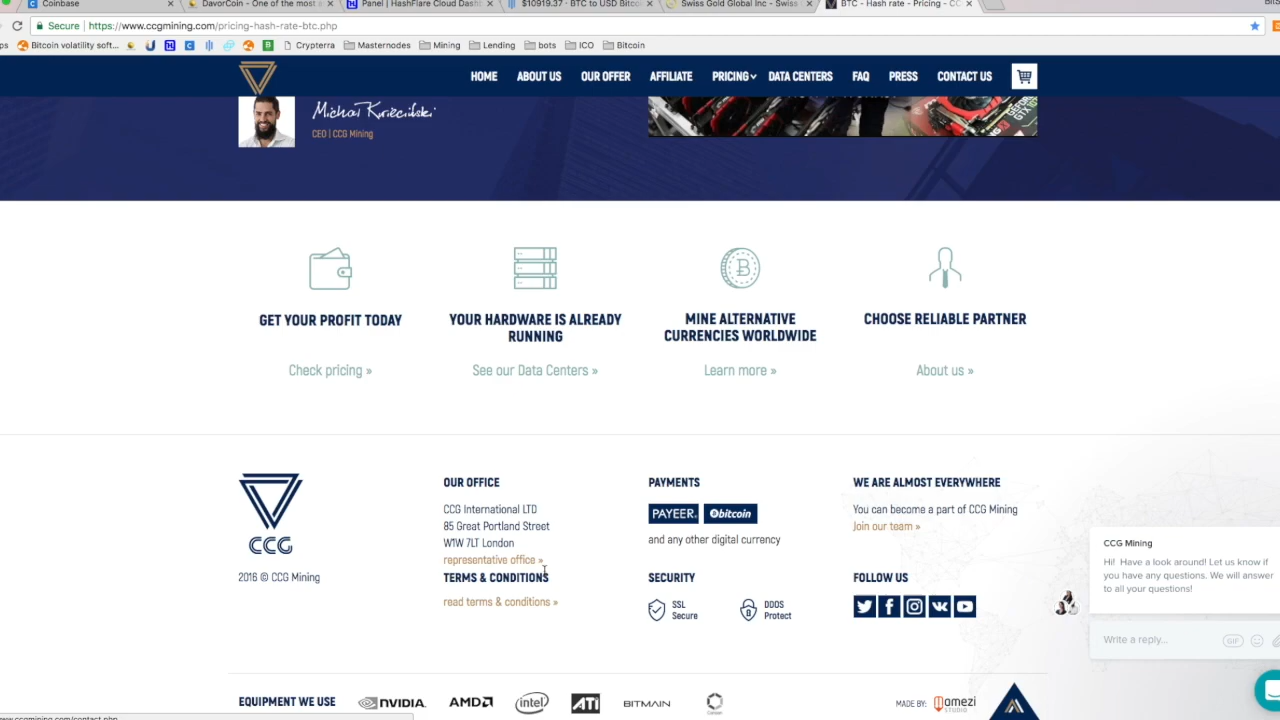 Coinbase
DavorCoin - One of the most a
Panel | HashFlare Cloud Dash
$10919.37 - BTC to USD Bitco
Swiss Gold Global Inc - Swiss
BTC - Hash rate - Pricing - CC
Secure | https://www.ccgmining.com/pricing-hash-rate-btc.php
Bitcoin volatility soft...
Crypterra
Masternodes
Mining
Lending
bots
ICO
Bitcoin
HOME
ABOUT US
OUR OFFER
AFFILIATE
PRICING
DATA CENTERS
FAQ
PRESS
CONTACT US
CEO | CCG Mining
GET YOUR PROFIT TODAY
Check pricing »
YOUR HARDWARE IS ALREADY
RUNNING
See our Data Centers »
MINE ALTERNATIVE
CURRENCIES WORLDWIDE
Learn more »
CHOOSE RELIABLE PARTNER
About us »
CCG
2016 © CCG Mining
OUR OFFICE
CCG International LTD
85 Great Portland Street
W1W 7LT London
representative office »
TERMS & CONDITIONS
read terms & conditions »
PAYMENTS
PAYEER
bitcoin
and any other digital currency
SECURITY
SSL
Secure
DDOS
Protect
WE ARE ALMOST EVERYWHERE
You can become a part of CCG Mining
Join our team »
FOLLOW US
CCG Mining
Hi! Have a look around! Let us know if
you have any questions. We will answer
to all your questions!
Write a reply...
GIF
EQUIPMENT WE USE
NVIDIA
AMD
intel
ATI
BITMAIN
MADE BY:
omezi
STUDIO